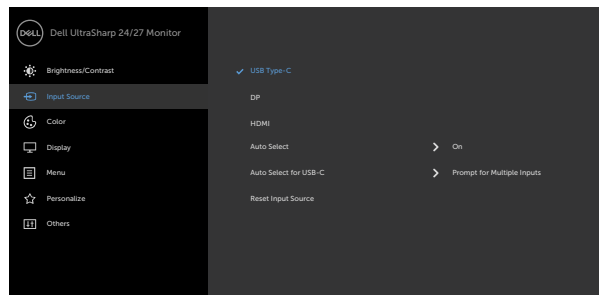 DELL Dell UltraSharp 24/27 Monitor
Brightness/Contrast
USB Type-C
Input Source
DP
Color
HDMI
Display
Auto Select
On
Menu
Auto Select for USB-C
Prompt for Multiple Inputs
Personalize
Reset Input Source
Others